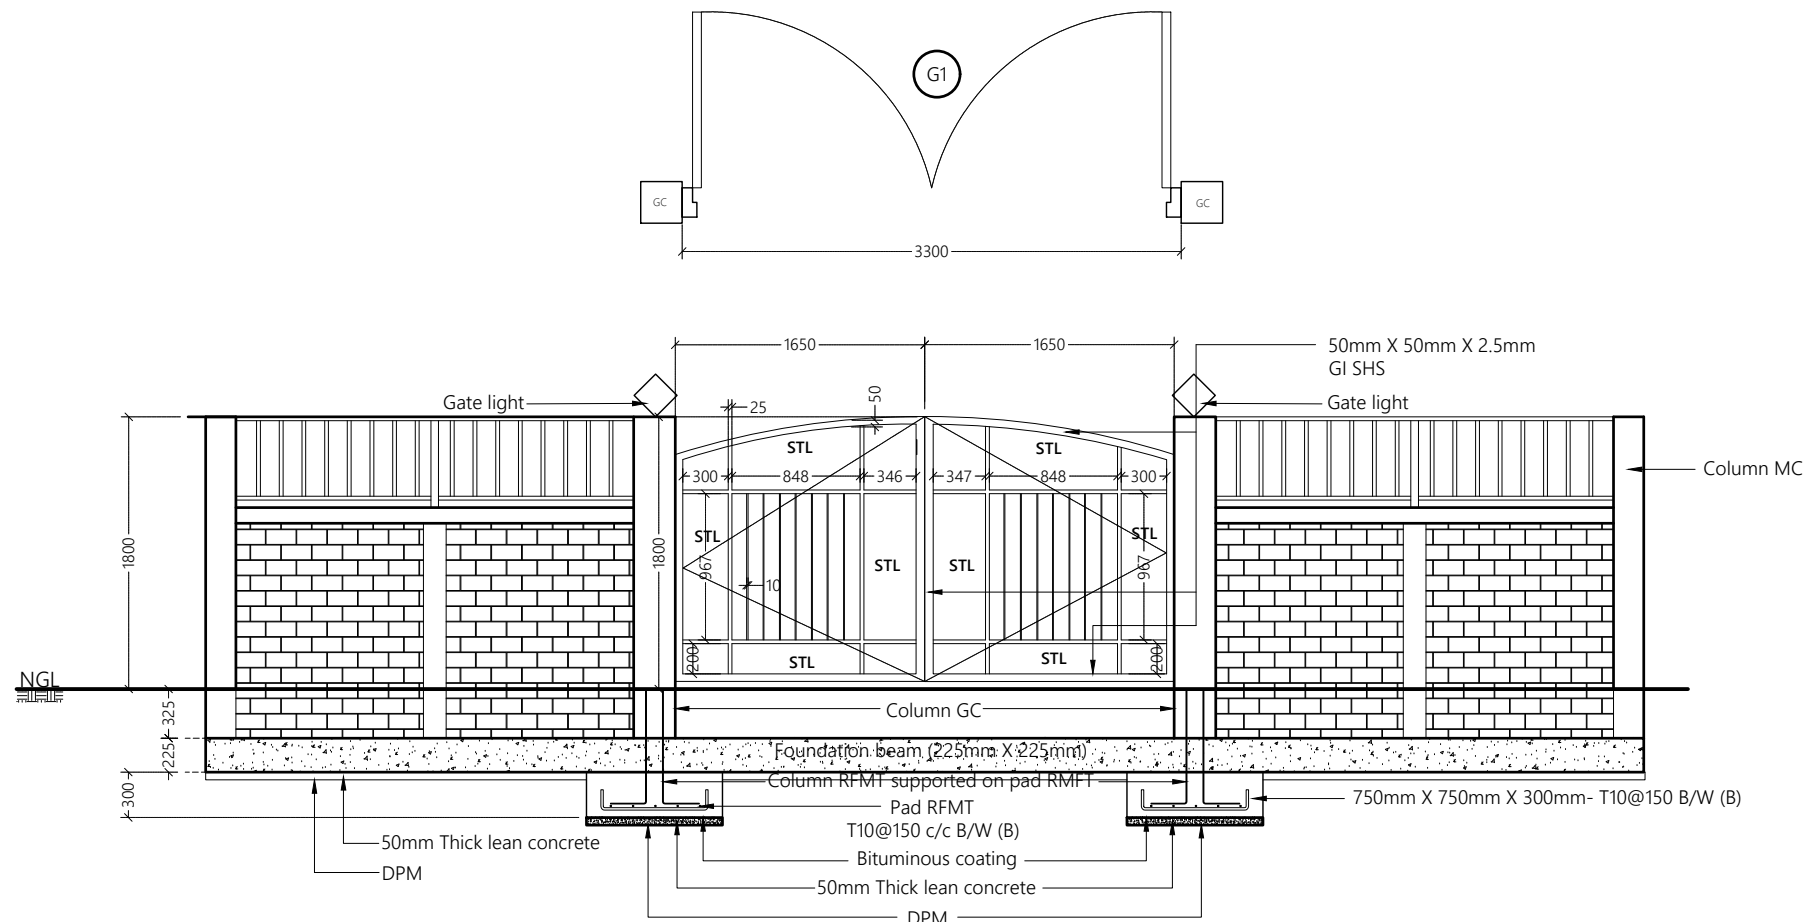 G1
GC
GC
3300
1650
1650
50mm X 50mm X 2.5mm
GI SHS
50
Gate light
25
Gate light
STL
STL
300
848
346
347
848
300
Column MC
1800
1800
STL
967
STL
STL
STL
967
10
200
STL
STL
200
NGL
325
Column GC
225
Foundation beam (225mm X 225mm)
300
Column RFMT supported on pad RMFT
750mm X 750mm X 300mm- T10@150 B/W (B)
Pad RFMT
T10@150 c/c B/W (B)
50mm Thick lean concrete
Bituminous coating
DPM
50mm Thick lean concrete
DPM